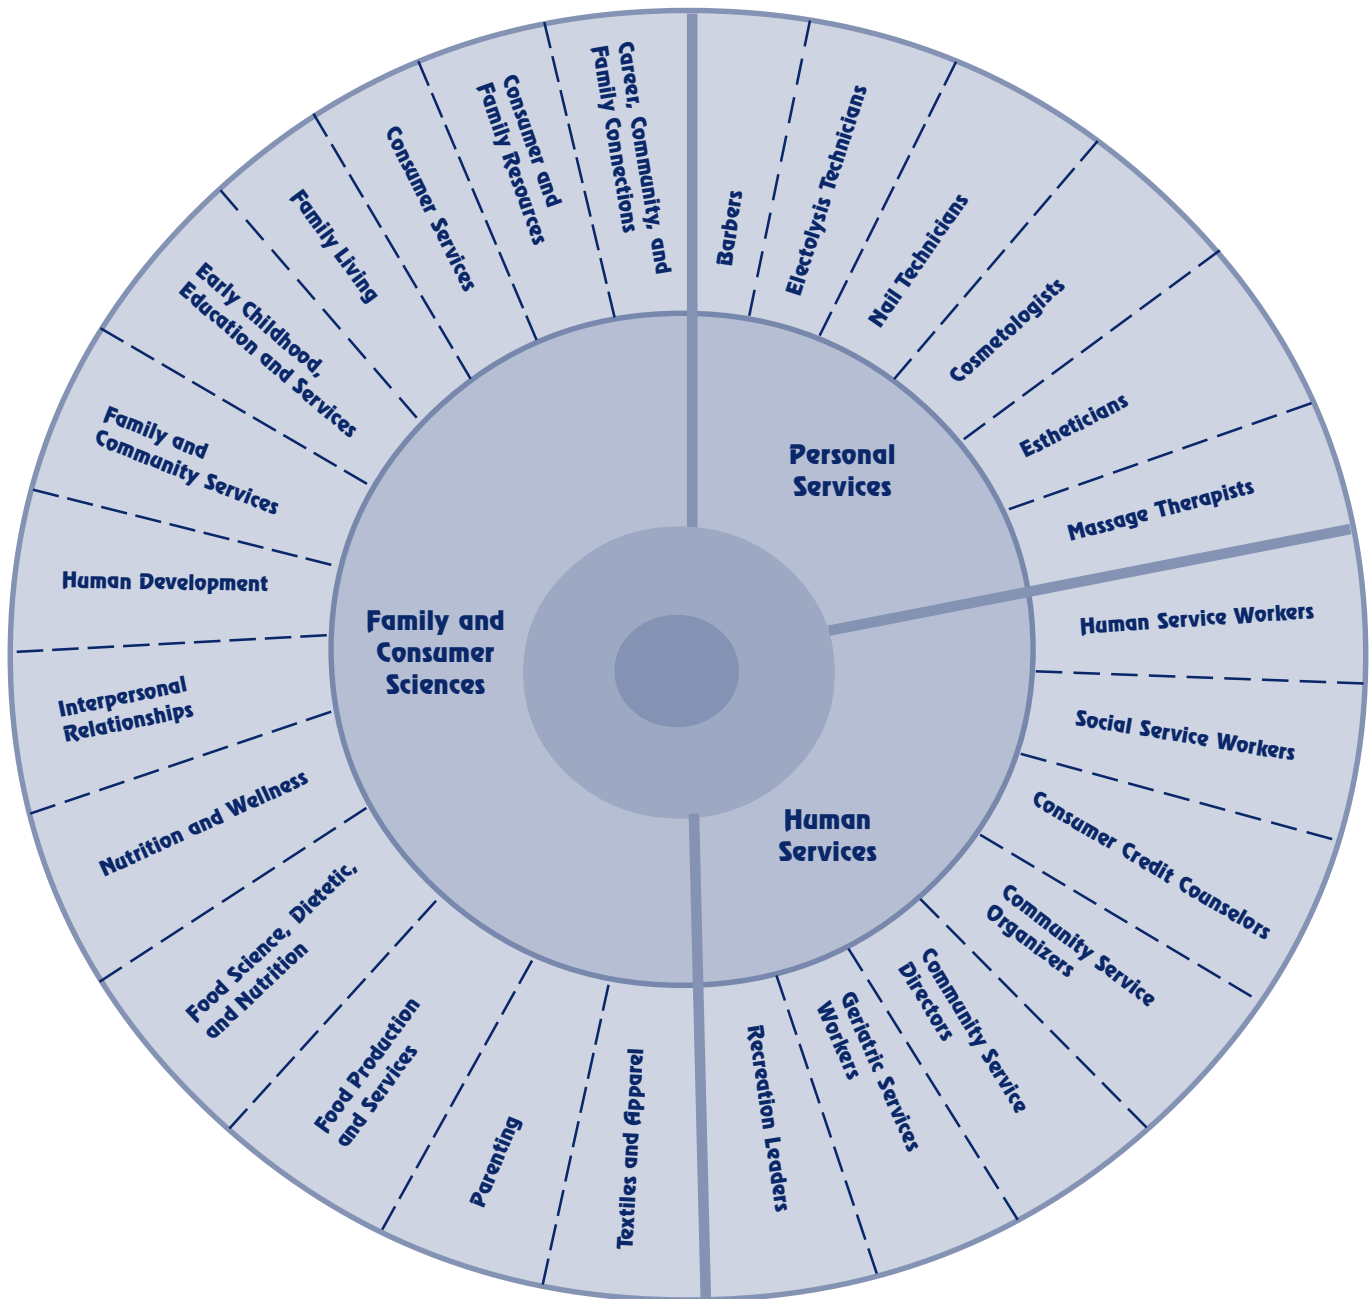 Career, Community, and
Family Connections
Barbers
Electolysis Technicians
Nail Technicians
Cosmetologists
Estheticians
Massage Therapists
Personal
Services
Human Service Workers
Social Service Workers
Consumer Credit Counselors
Community Service
Organizers
Community Service
Directors
Geriatric Services
Workers
Recreation Leaders
Human
Services
Textiles and Apparel
Parenting
Food Production
and Services
Food Science, Dietetic,
and Nutrition
Nutrition and Wellness
Interpersonal
Relationships
Human Development
Family and
Community Services
Early Childhood,
Education and Services
Family Living
Consumer Services
Consumer and
Family Resources
Family and
Consumer
Sciences